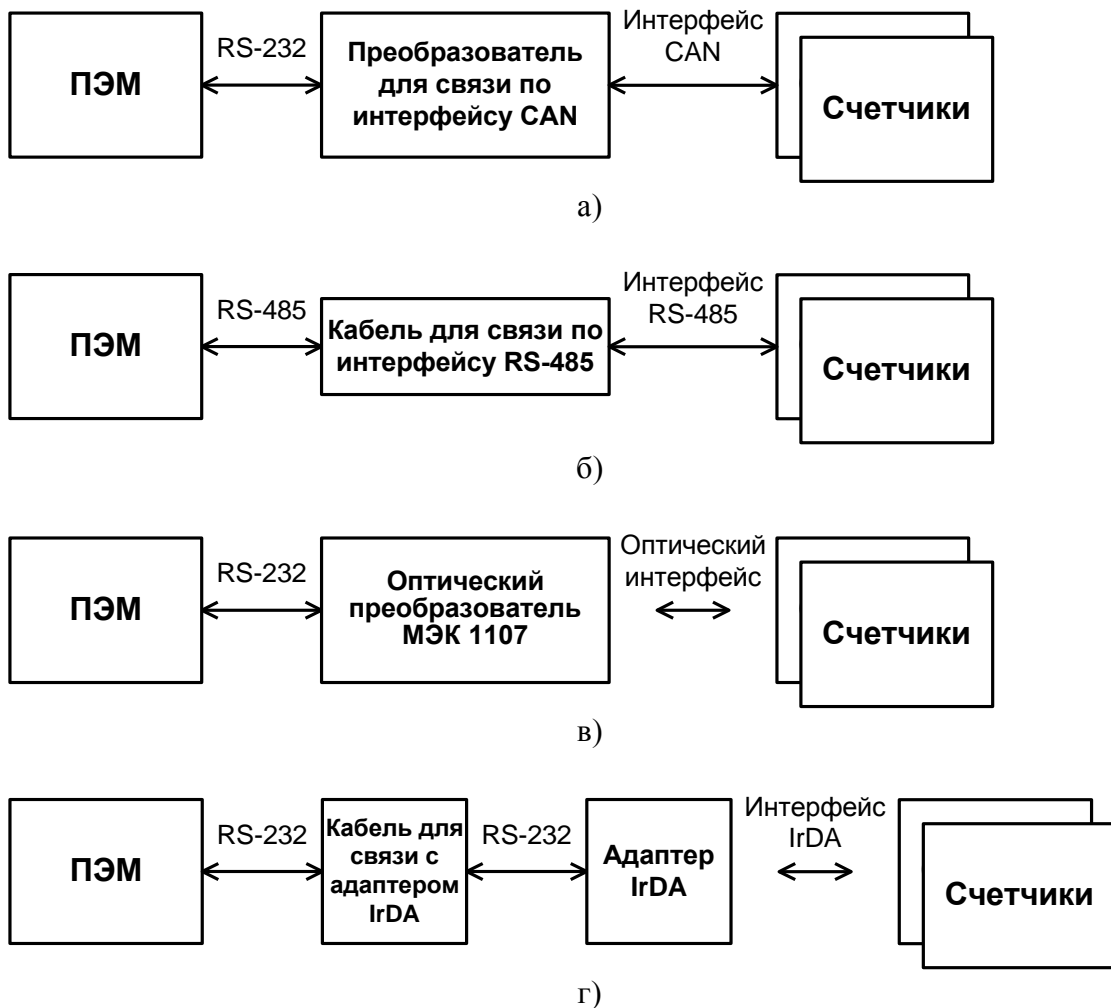 ПЭМ
RS-232
Преобразователь
для связи по
интерфейсу CAN
Интерфейс
CAN
Счетчики
а)
ПЭМ
RS-485
Кабель для связи по
интерфейсу RS-485
Интерфейс
RS-485
Счетчики
б)
ПЭМ
RS-232
Оптический
преобразователь
МЭК 1107
Оптический
интерфейс
Счетчики
в)
ПЭМ
RS-232
Кабель для
связи с
адаптером
IrDA
RS-232
Адаптер
IrDA
Интерфейс
IrDA
Счетчики
г)